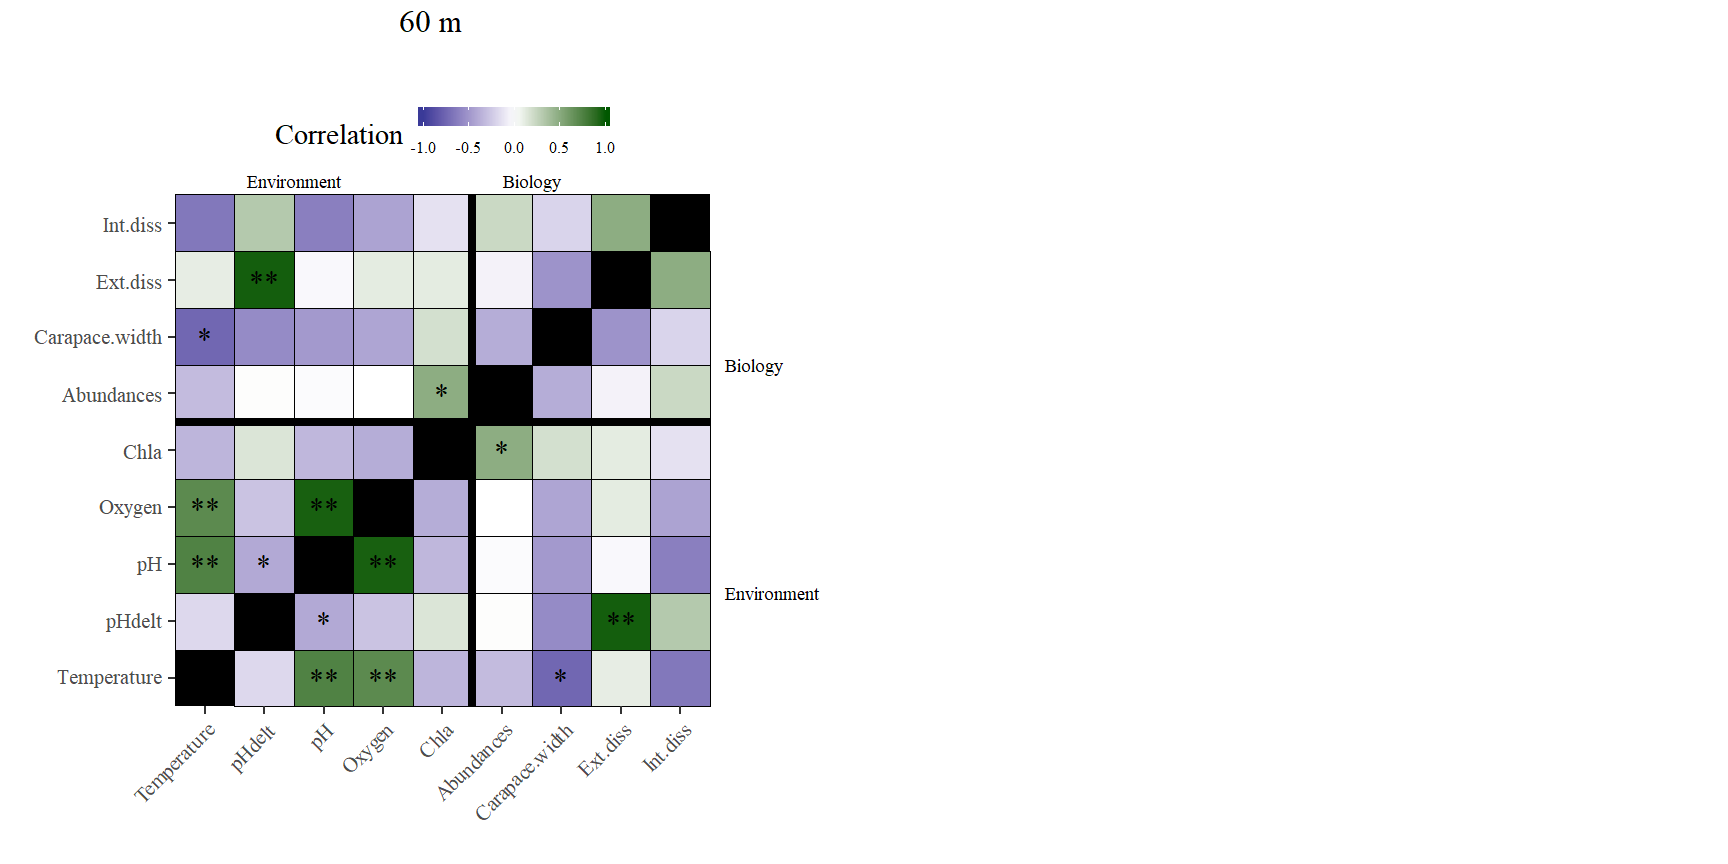 60 m
Correlation
-1.0 -0.5 0.0 0.5 1.0
Environment Biology
Int.diss
Ext.diss **
Carapace.width *
Biology
Abundances *
Chla *
Oxygen ** **
pH ** * **
Environment
pHdelt * **
Temperature ** ** *
Temperature pHdelt pH Oxygen Chla Abundances Carapace.width Ext.diss Int.diss